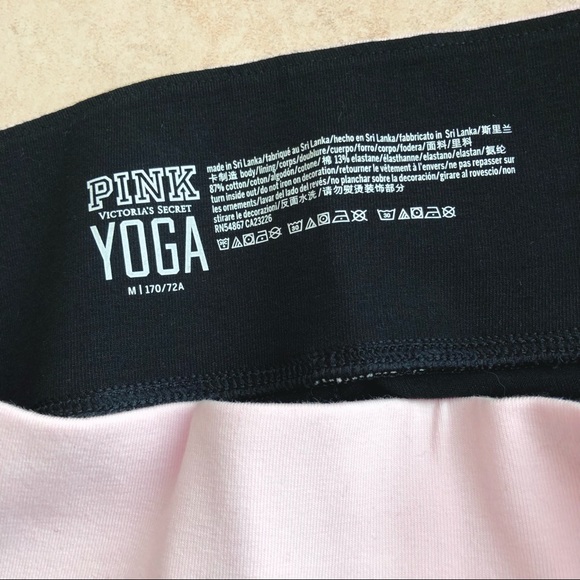 PINK
VICTORIA'S SECRET
YOGA
M | 170/72A
made in Sri Lanka/fabriqué au Sri Lanka/hecho en Sri Lanka/fabbricato in Sri Lanka/斯里兰
卡制造 body/lining/corps/doublure/cuerpo/forro/corpo/fodera/面料/里料
87% cotton/coton/algodón/cotone/棉 13% elastane/élasthanne/elastano/elastan/氨纶
turn inside out/do not iron on decoration/retourner le vêtement à l'envers/ne pas repasser sur
les ornements/lavar del lado del revés/no planchar sobre la decoración/girare al rovescio/non
stirare le decorazioni/反面水洗/请勿熨烫装饰部分
RN54867 CA23226
30 30